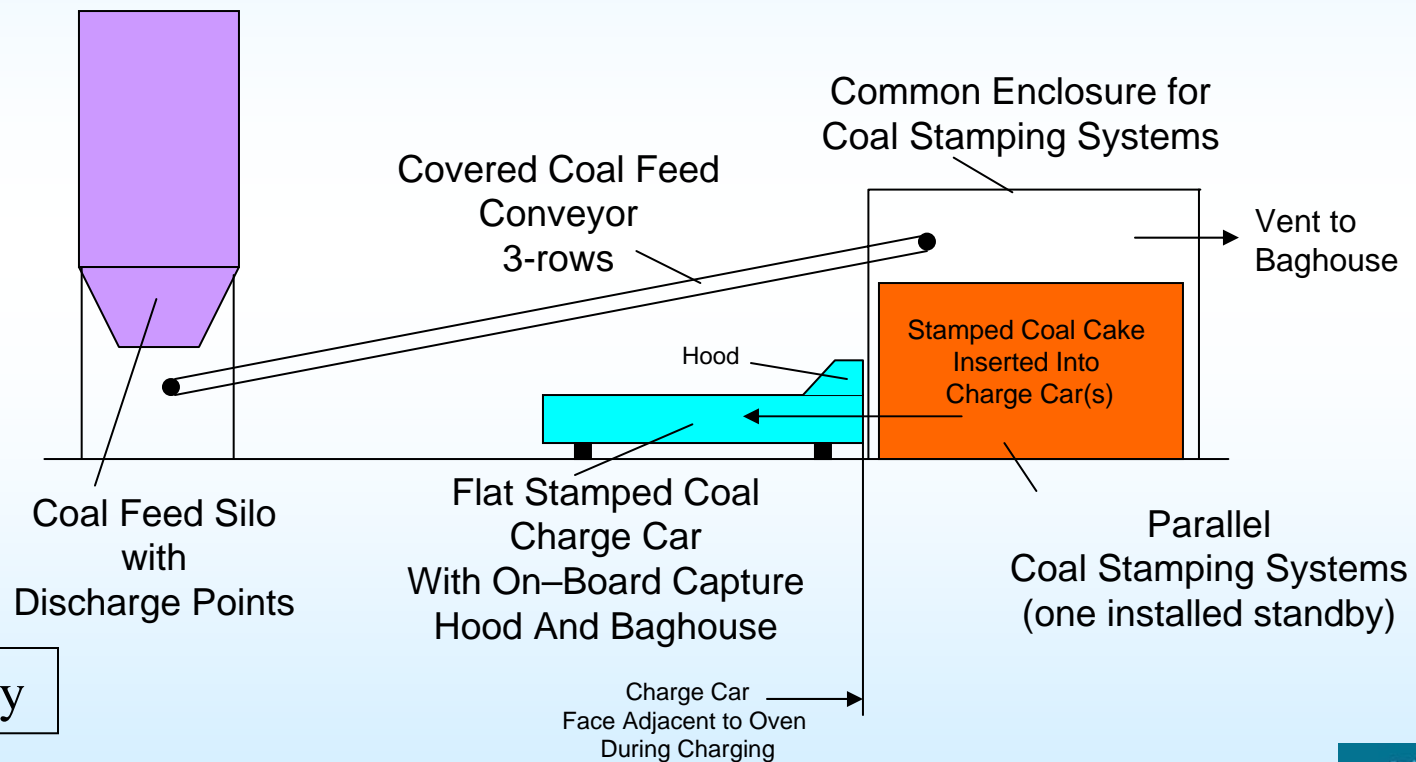 Common Enclosure for
Coal Stamping Systems
Covered Coal Feed
Conveyor
3-rows
Vent to
Baghouse
Hood
Stamped Coal Cake
Inserted Into
Charge Car(s)
Coal Feed Silo
with
Discharge Points
Flat Stamped Coal
Charge Car
With On–Board Capture
Hood And Baghouse
Parallel
Coal Stamping Systems
(one installed standby)
y
Charge Car
Face Adjacent to Oven
During Charging